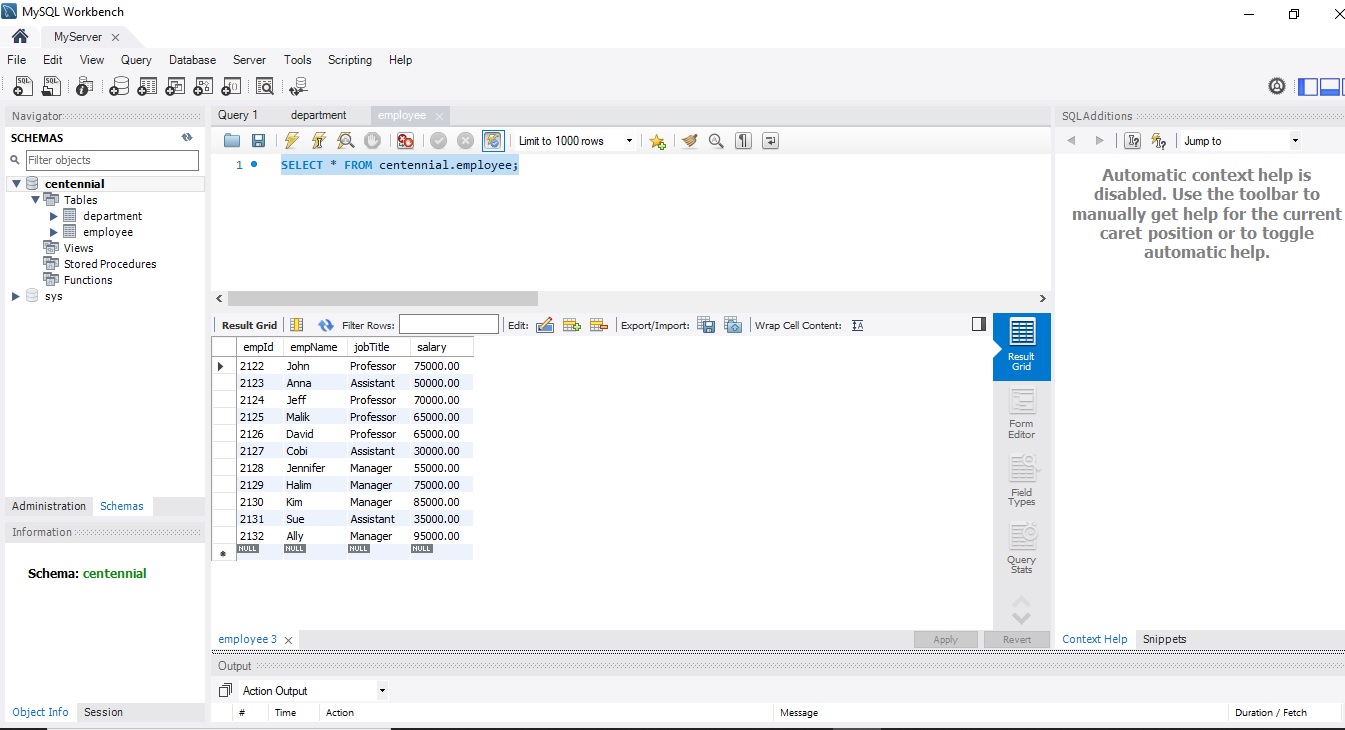 MySQL Workbench
MyServer
File Edit View Query Database Server Tools Scripting Help
Navigator
SCHEMAS
Filter objects
centennial
Tables
department
employee
Views
Stored Procedures
Functions
sys
Administration Schemas
Information
Schema: centennial
Object Info Session
Query 1 department employee
Limit to 1000 rows
1 SELECT * FROM centennial.employee;
Result Grid Filter Rows: Edit: Export/Import: Wrap Cell Content: IA
empId empName jobTitle salary
2122 John Professor 75000.00
2123 Anna Assistant 50000.00
2124 Jeff Professor 70000.00
2125 Malik Professor 65000.00
2126 David Professor 65000.00
2127 Cobi Assistant 30000.00
2128 Jennifer Manager 55000.00
2129 Halim Manager 75000.00
2130 Kim Manager 85000.00
2131 Sue Assistant 35000.00
2132 Ally Manager 95000.00
NULL NULL NULL NULL
Result
Grid
Form
Editor
Field
Types
Query
Stats
employee 3 Apply Revert
SQLAdditions
Jump to
Automatic context help is
disabled. Use the toolbar to
manually get help for the current
caret position or to toggle
automatic help.
Context Help Snippets
Output
Action Output
# Time Action Message Duration / Fetch